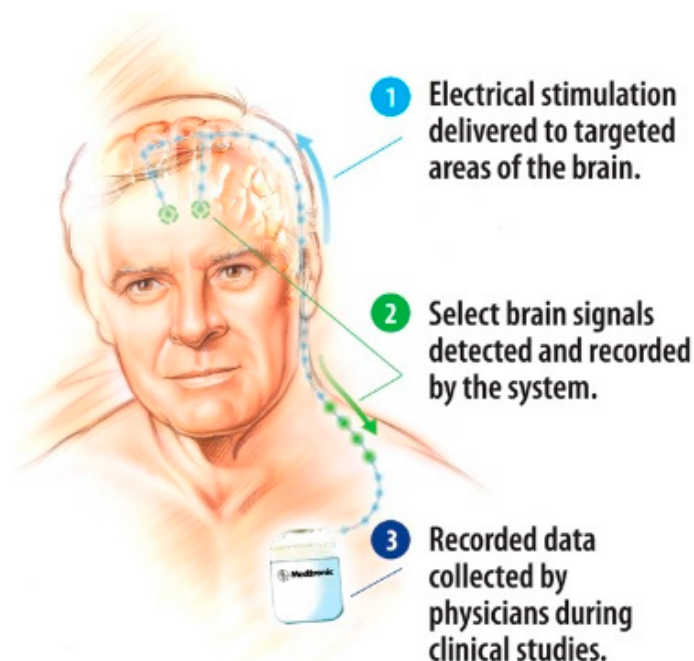 1 Electrical stimulation
delivered to targeted
areas of the brain.
2 Select brain signals
detected and recorded
by the system.
Medtronic
3 Recorded data
collected by
physicians during
clinical studies.